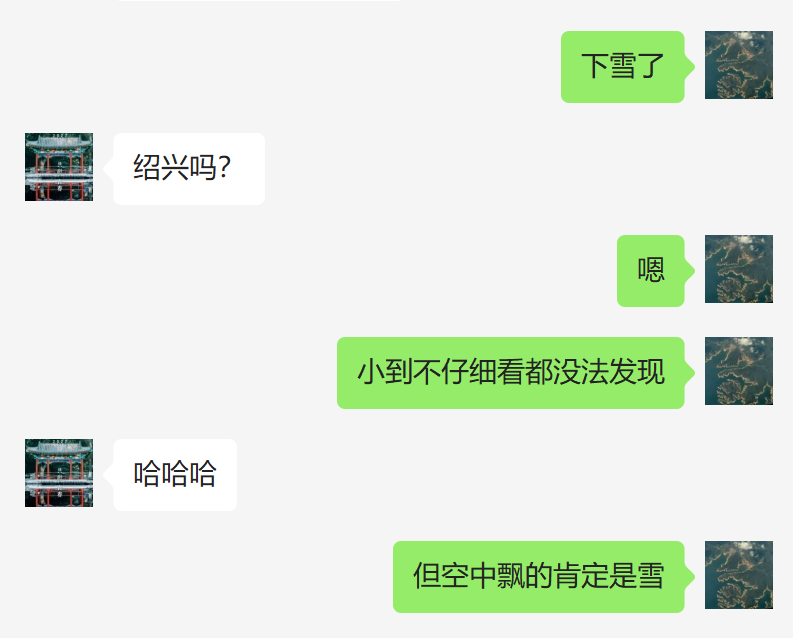 下雪了
绍兴吗？
嗯
小到不仔细看都没法发现
哈哈哈
但空中飘的肯定是雪